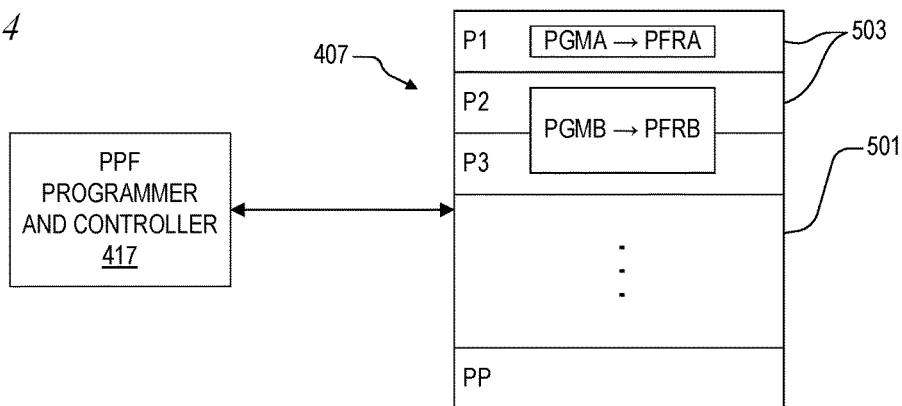 4
P1
PGMA → PFRA
503
407
P2
PGMB → PFRB
P3
501
PPF
PROGRAMMER
AND CONTROLLER
417
PP